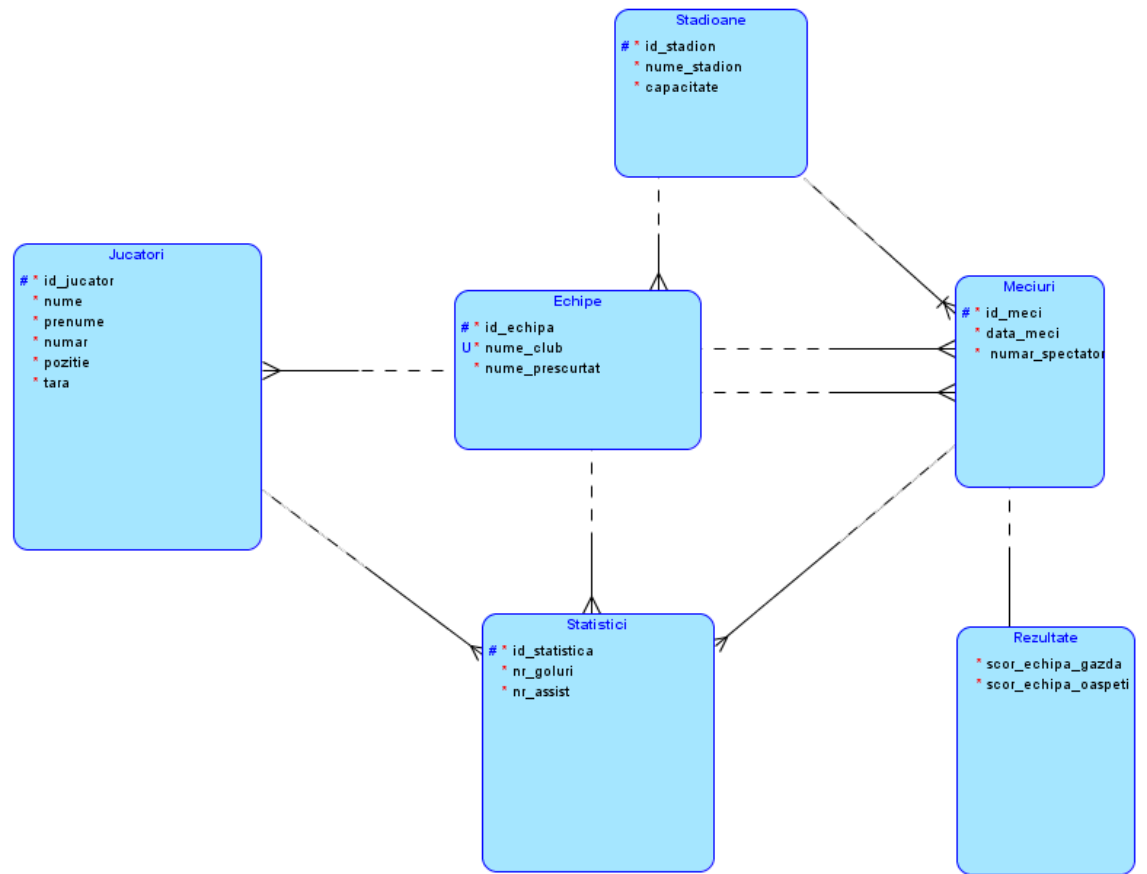 Stadioane
# * id_stadion
* nume_stadion
* capacitate
Jucatori
# * id_jucator
* nume
* prenume
* numar
* pozitie
* tara
Echipe
# * id_echipa
U * nume_club
* nume_prescurtat
Meciuri
# * id_meci
* data_meci
* numar_spectator
Statistici
# * id_statistica
* nr_goluri
* nr_assist
Rezultate
* scor_echipa_gazda
* scor_echipa_oaspeti